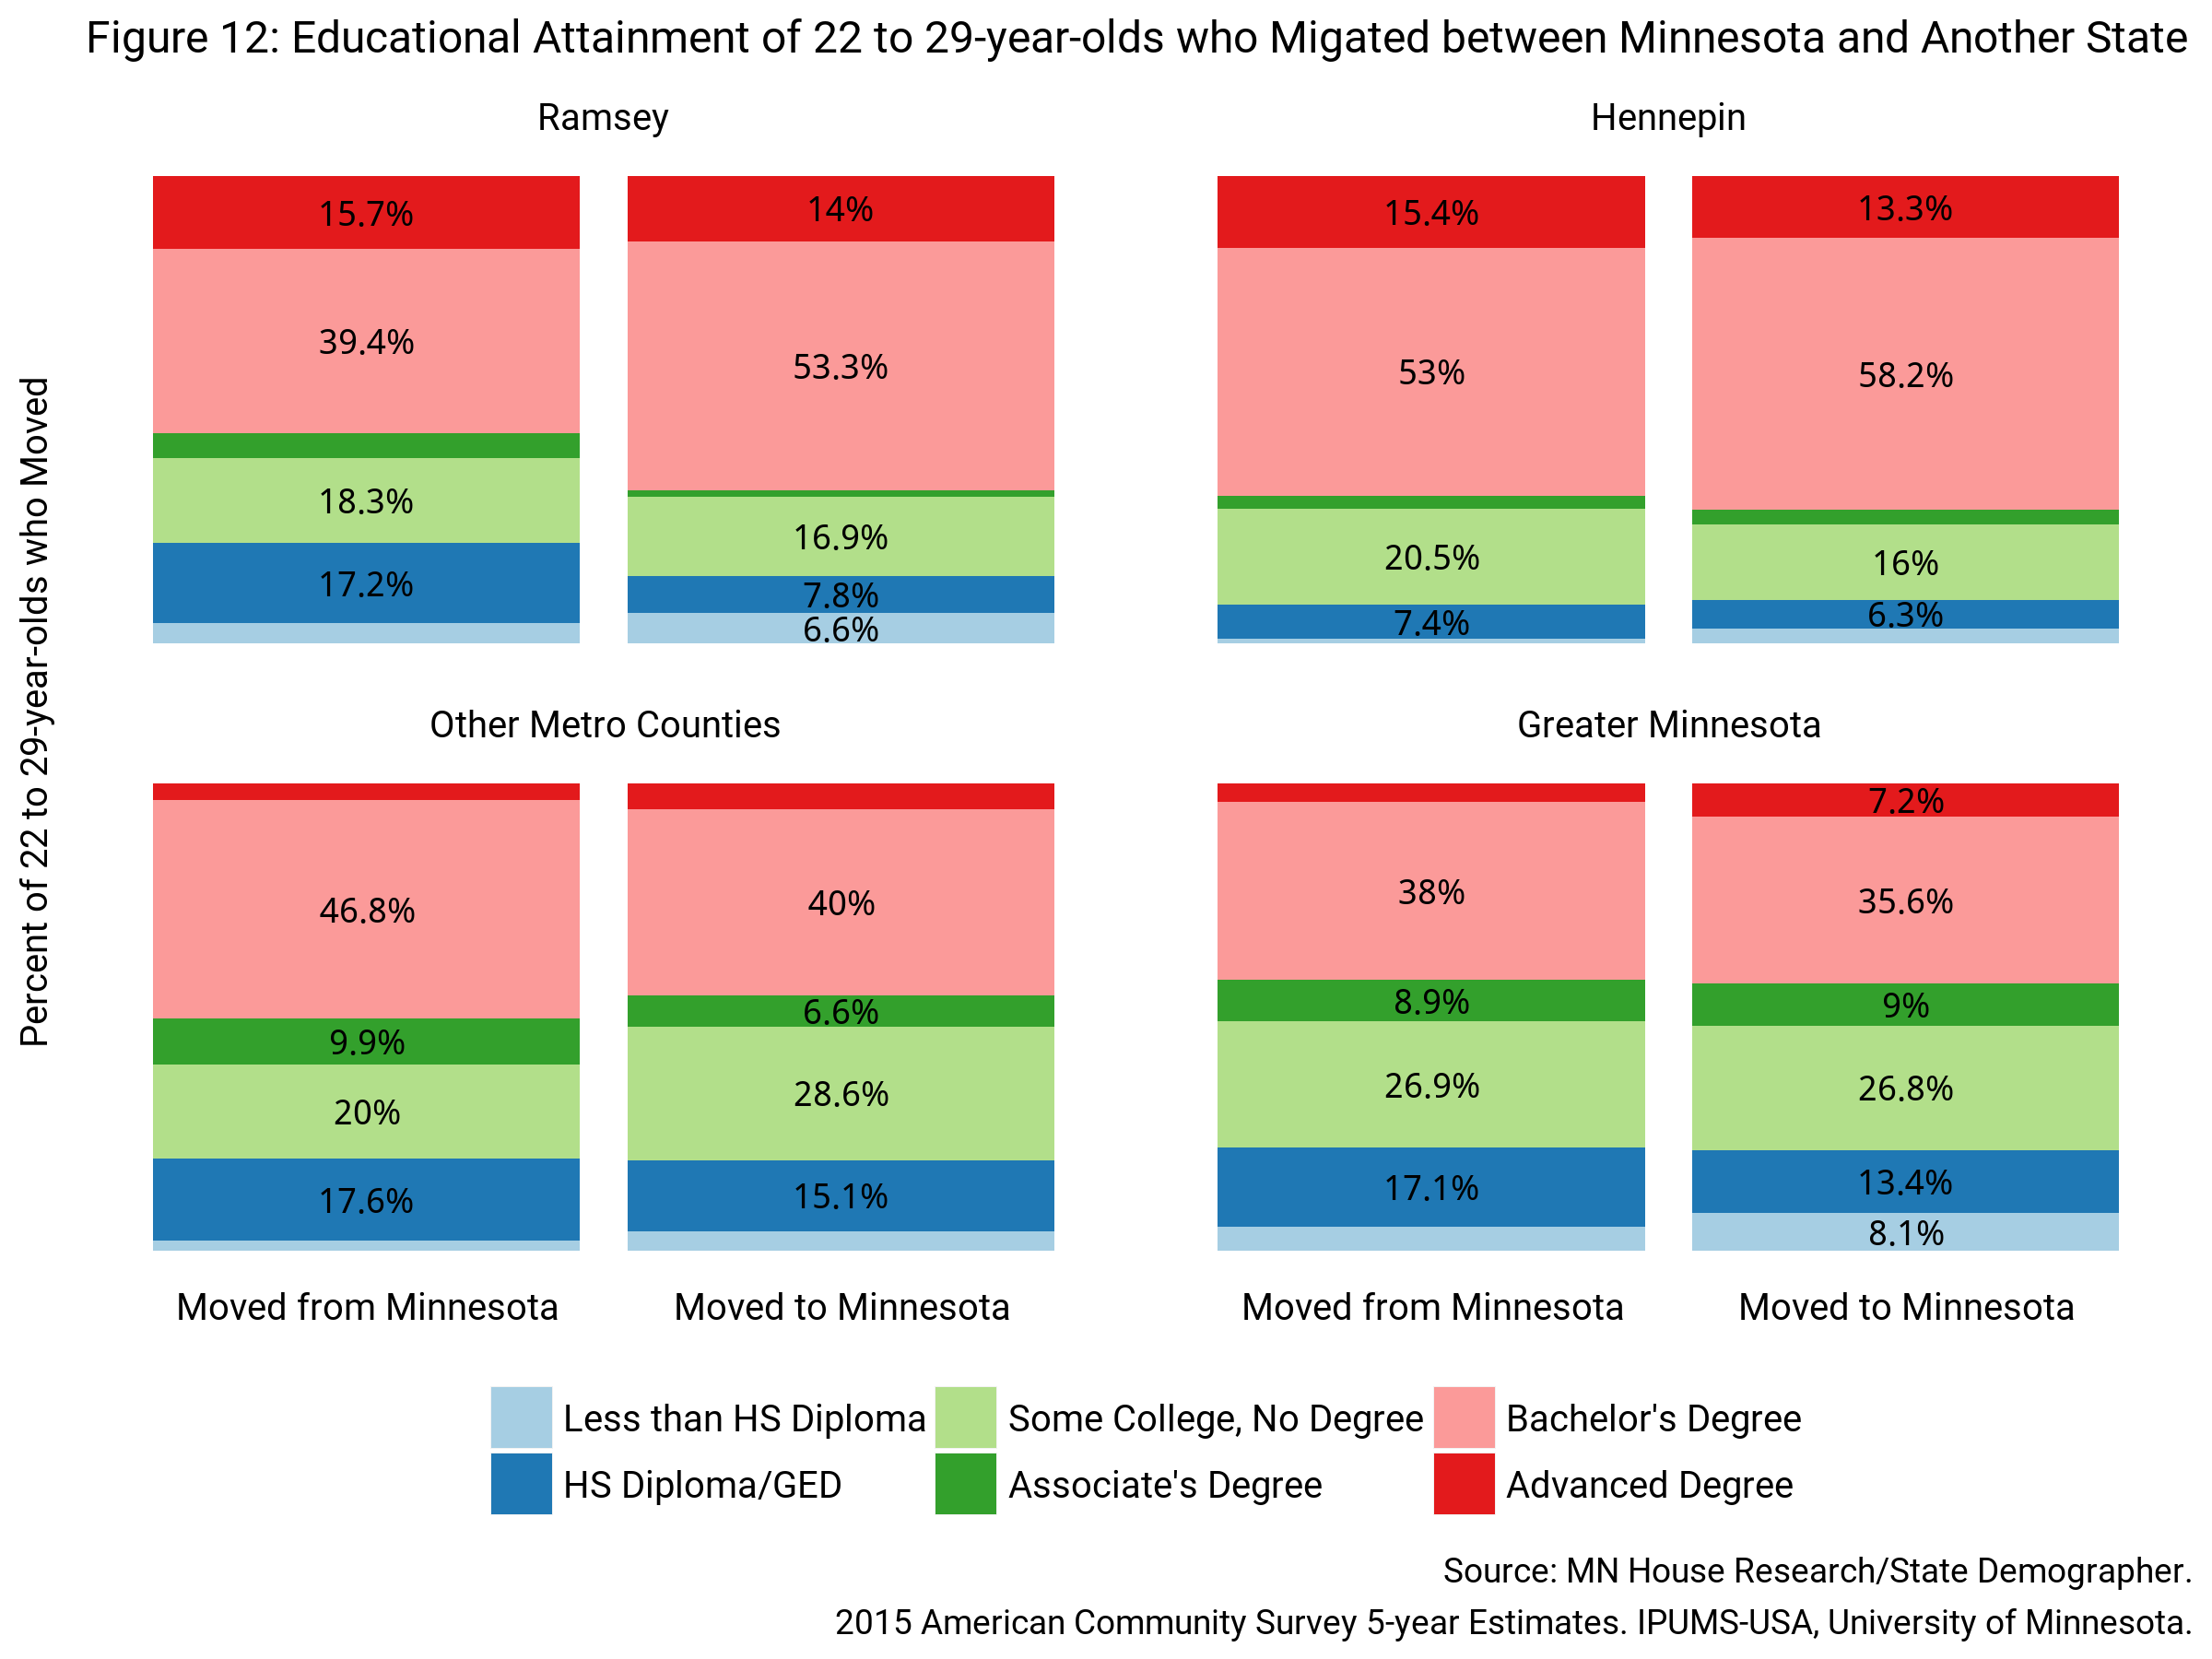 Figure 12: Educational Attainment of 22 to 29-year-olds who Migated between Minnesota and Another State
Percent of 22 to 29-year-olds who Moved
Ramsey
15.7%
39.4%
18.3%
17.2%
14%
53.3%
16.9%
7.8%
6.6%
Hennepin
15.4%
53%
20.5%
7.4%
13.3%
58.2%
16%
6.3%
Other Metro Counties
46.8%
9.9%
20%
17.6%
40%
6.6%
28.6%
15.1%
Greater Minnesota
38%
8.9%
26.9%
17.1%
7.2%
35.6%
9%
26.8%
13.4%
8.1%
Moved from Minnesota
Moved to Minnesota
Moved from Minnesota
Moved to Minnesota
Less than HS Diploma
Some College, No Degree
Bachelor's Degree
HS Diploma/GED
Associate's Degree
Advanced Degree
Source: MN House Research/State Demographer.
2015 American Community Survey 5-year Estimates. IPUMS-USA, University of Minnesota.